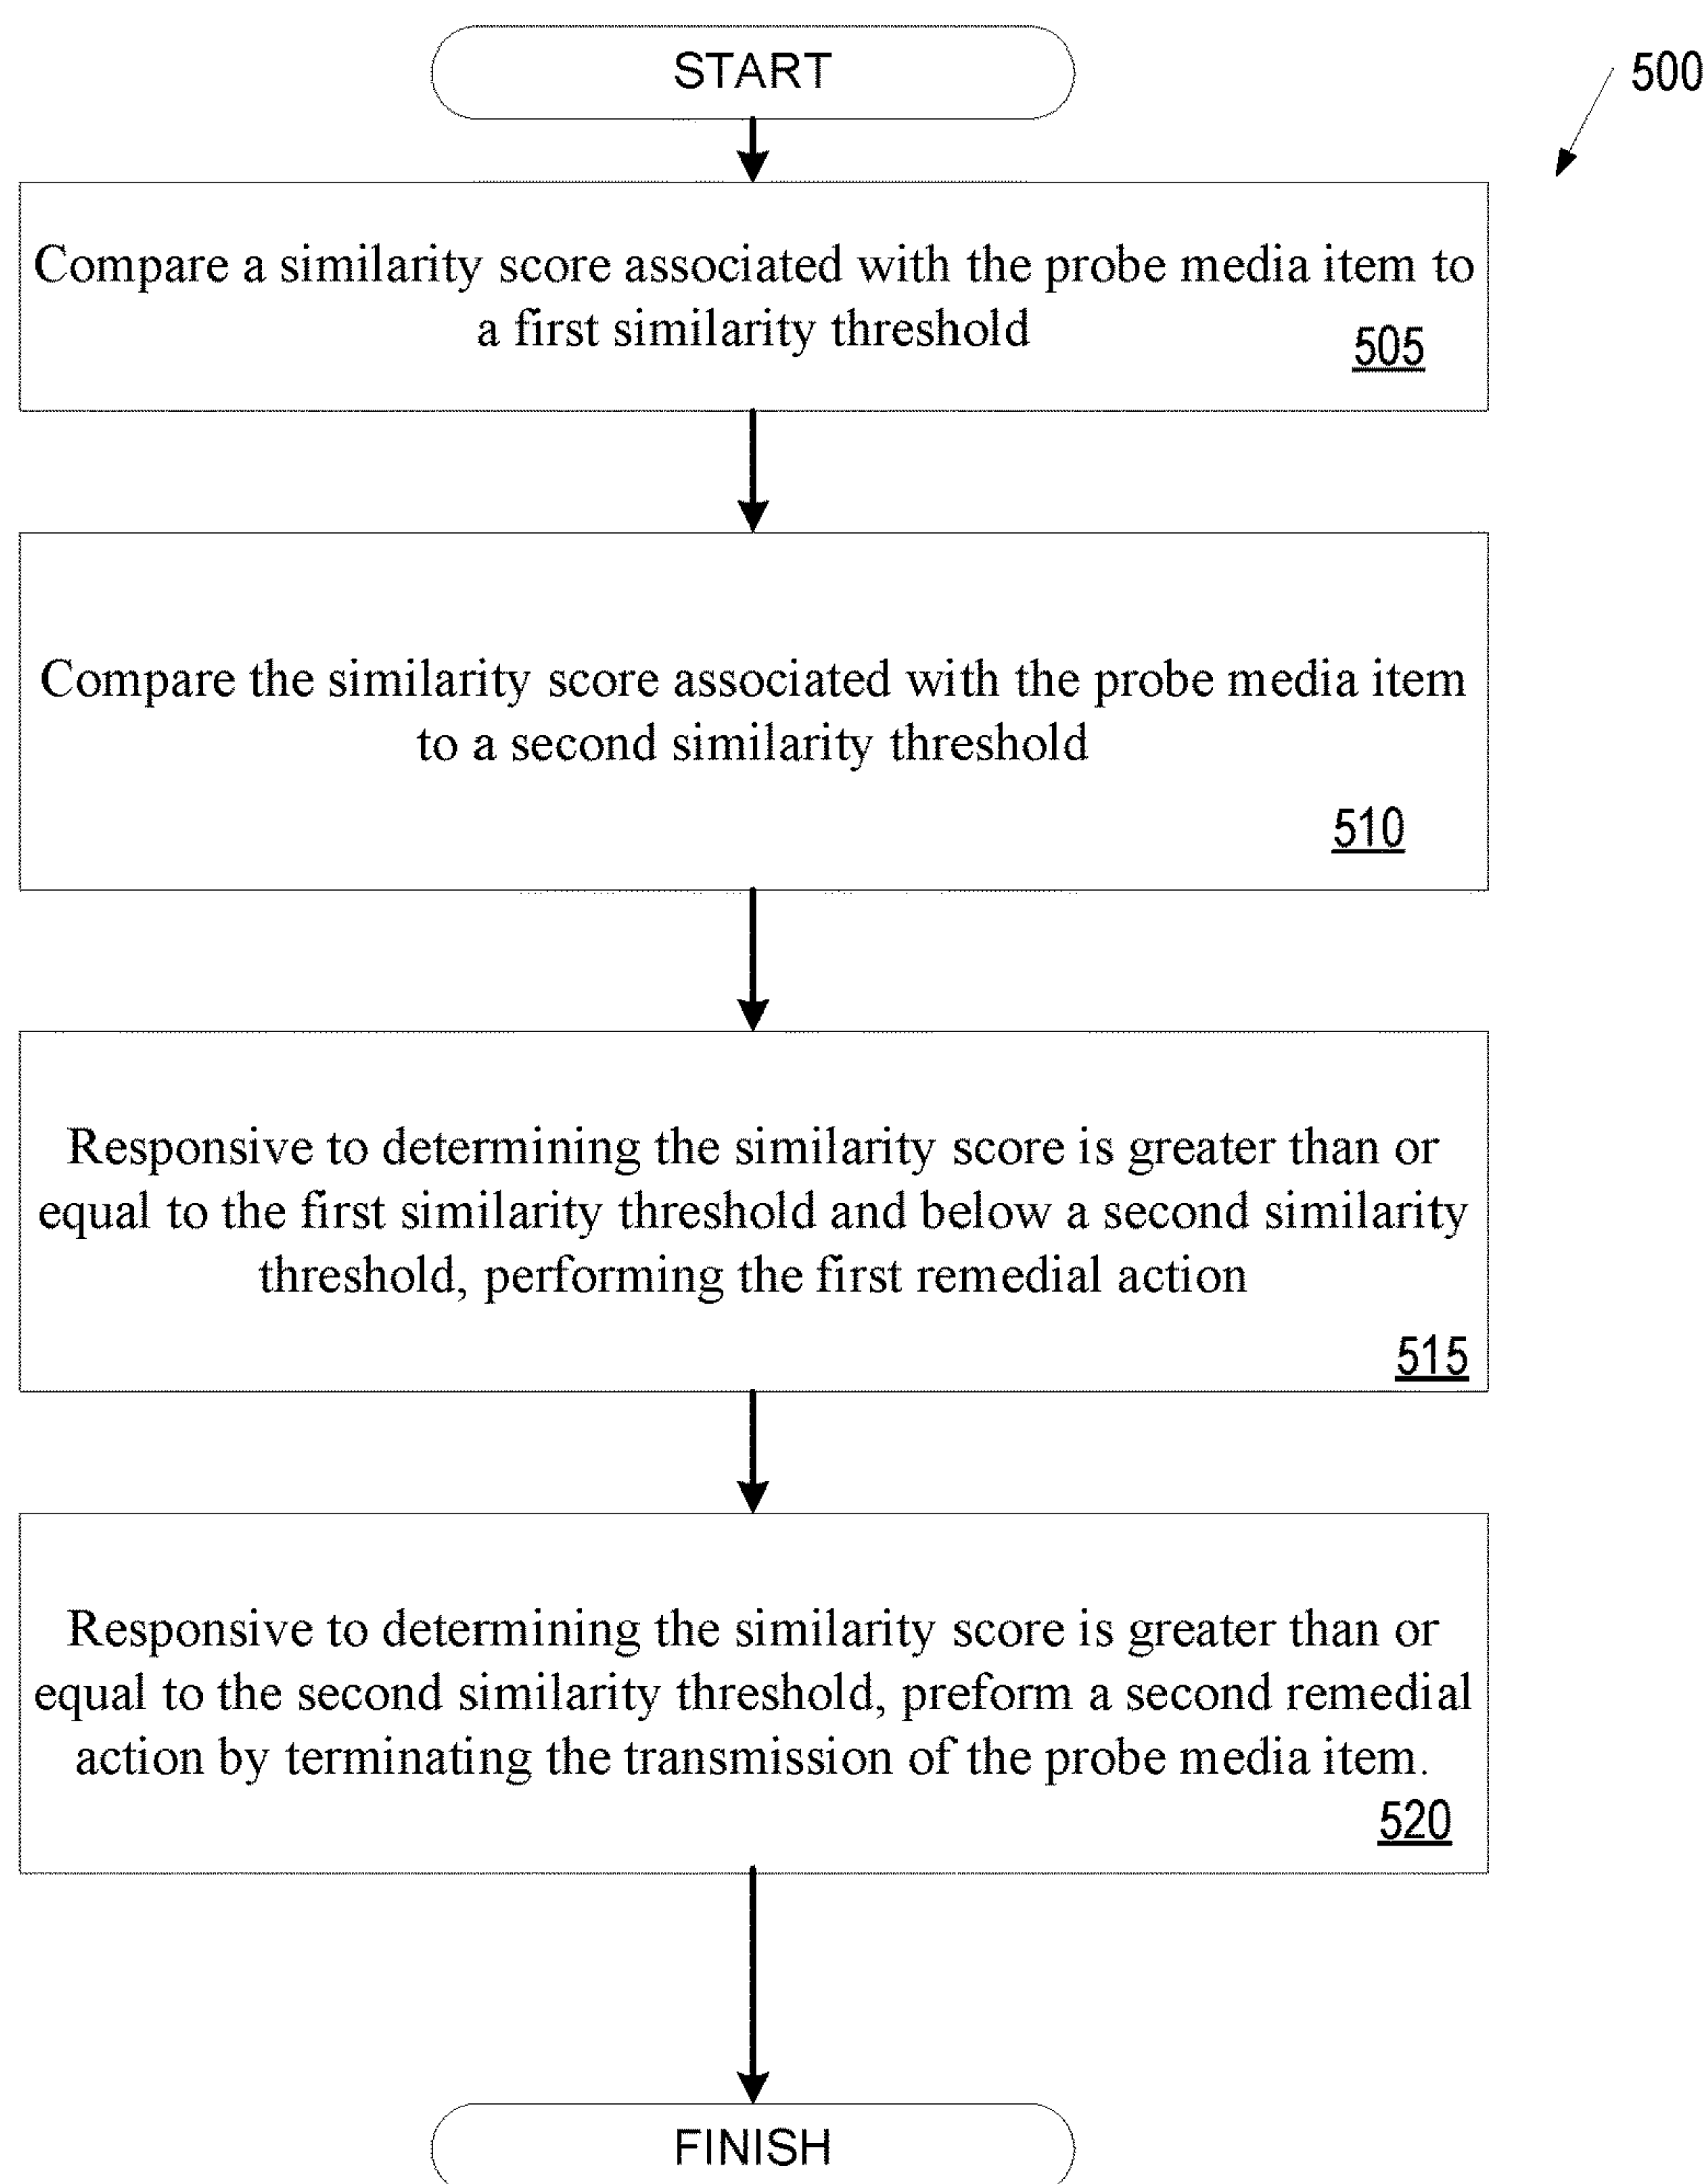 START
500
Compare a similarity score associated with the probe media item to
a first similarity threshold
505
Compare the similarity score associated with the probe media item
to a second similarity threshold
510
Responsive to determining the similarity score is greater than or
equal to the first similarity threshold and below a second similarity
threshold, performing the first remedial action
515
Responsive to determining the similarity score is greater than or
equal to the second similarity threshold, preform a second remedial
action by terminating the transmission of the probe media item.
520
FINISH